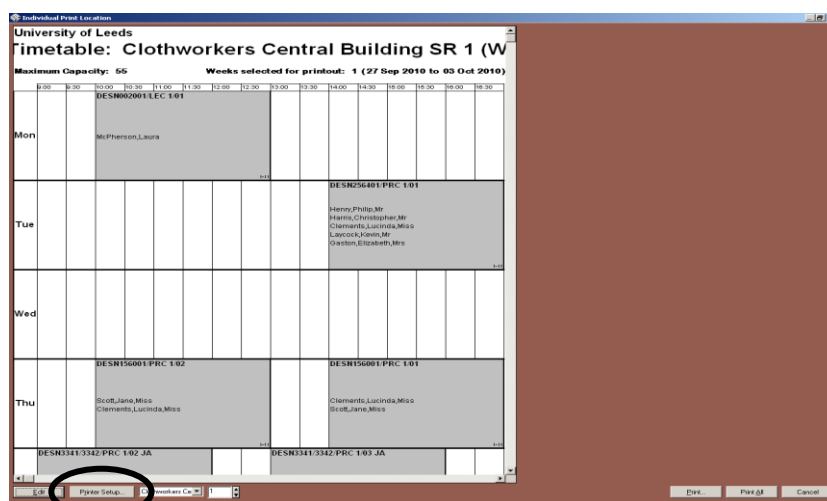 Individual Print Location
University of Leeds
Timetable: Clothworkers Central Building SR 1 (W
Maximum Capacity: 55 Weeks selected for printout: 1 (27 Sep 2010 to 03 Oct 2010)
9:00 9:30 10:00 10:30 11:00 11:30 12:00 12:30 13:00 13:30 14:00 14:30 15:00 15:30 16:00 16:30
Mon
DESN002001/LEC 1/01
McPherson,Laura
Tue
DESN256401/PRC 1/01
Henry,Philip,Mr
Harris,Christopher,Mr
Clements,Lucinda,Miss
Laycock,Kevin,Mr
Gaston,Elizabeth,Mrs
Wed
Thu
DESN156001/PRC 1/02
Scott,Jane,Miss
Clements,Lucinda,Miss
DESN156001/PRC 1/01
Clements,Lucinda,Miss
Scott,Jane,Miss
DESN3341/3342/PRC 1/02 JA DESN3341/3342/PRC 1/03 JA
Edit Printer Setup... Clothworkers Ce 1 Print... Print All Cancel